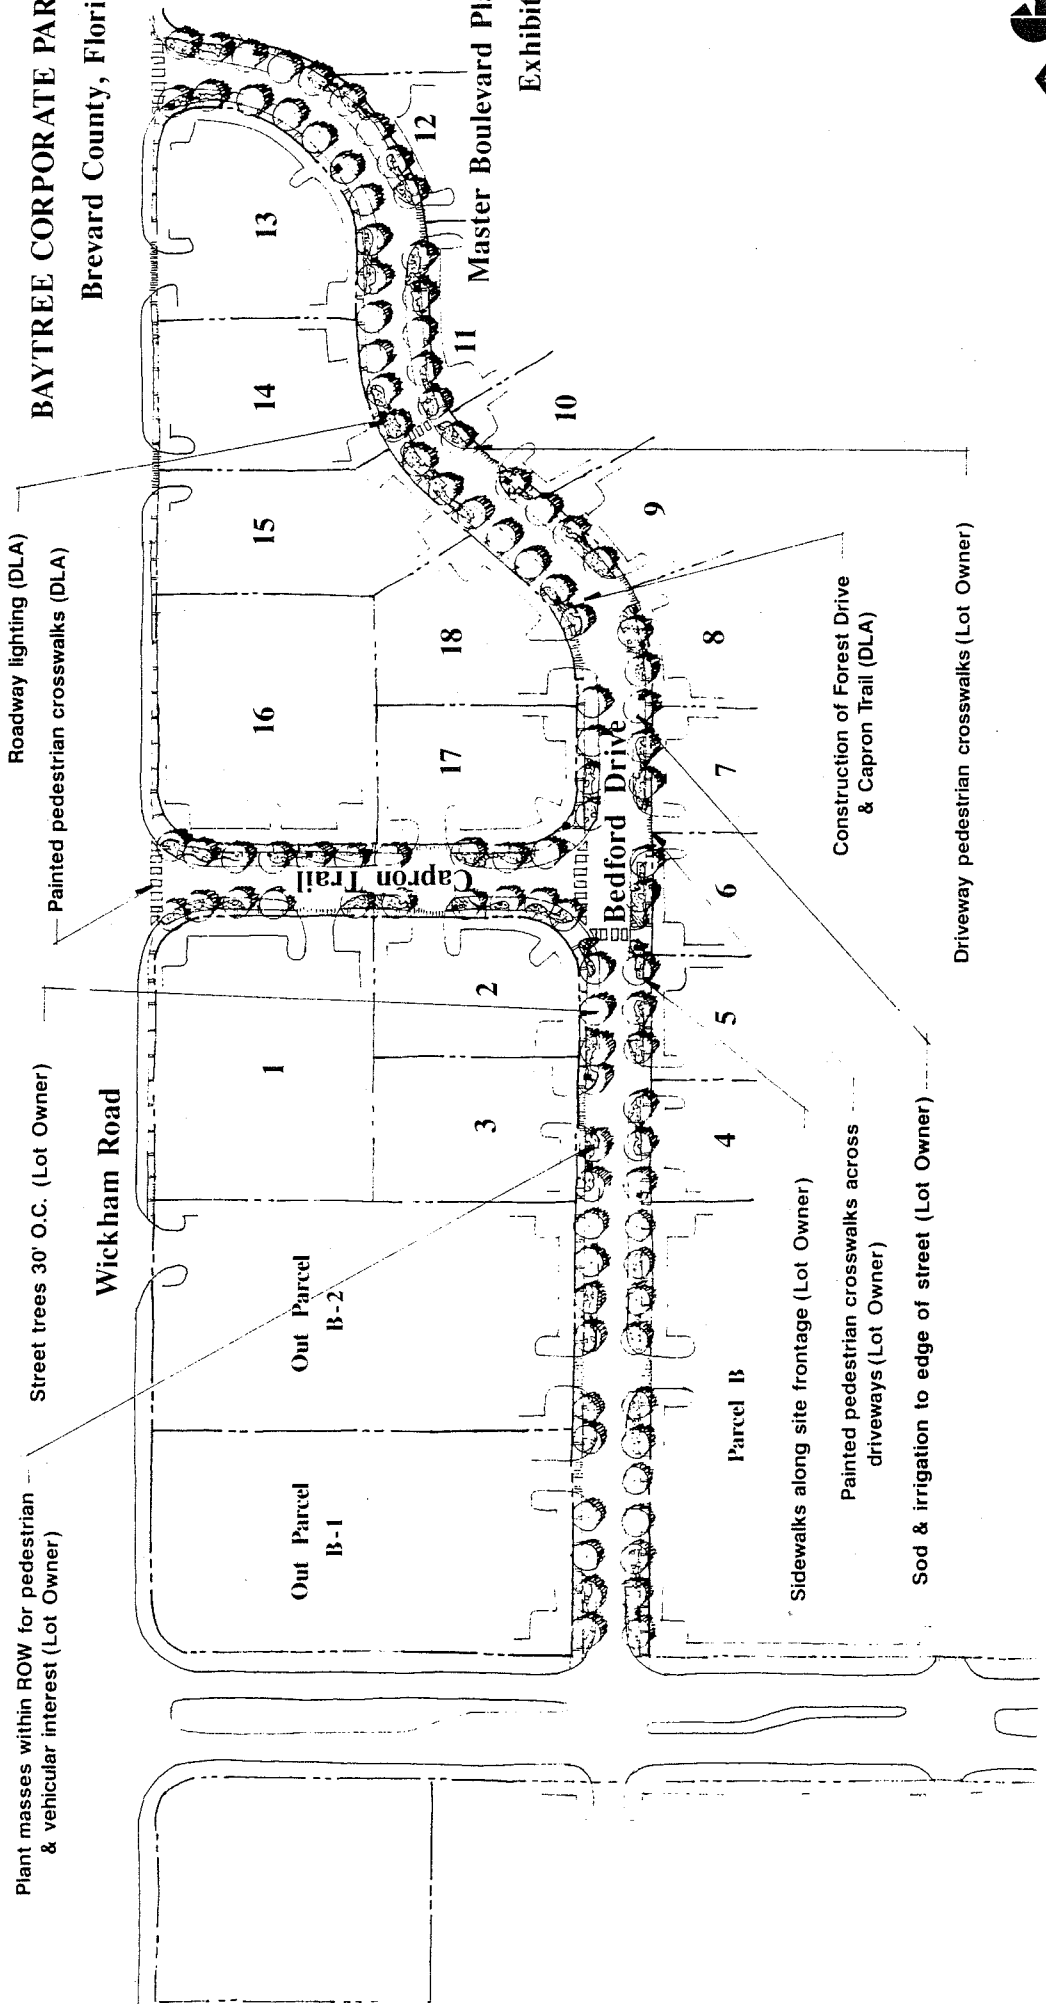 BAYTREE CORPORATE PAR
Brevard County, Flori
Master Boulevard Pl
Exhibit
Roadway lighting (DLA)
Painted pedestrian crosswalks (DLA)
Street trees 30' O.C. (Lot Owner)
Plant masses within ROW for pedestrian
& vehicular interest (Lot Owner)
Wickham Road
Out Parcel
B-1
Out Parcel
B-2
1
2
3
Capron Trail
16
17
18
15
14
13
Bedford Drive
Parcel B
4
5
6
7
8
9
10
11
12
Sidewalks along site frontage (Lot Owner)
Painted pedestrian crosswalks across
driveways (Lot Owner)
Sod & irrigation to edge of street (Lot Owner)
Construction of Forest Drive
& Capron Trail (DLA)
Driveway pedestrian crosswalks (Lot Owner)